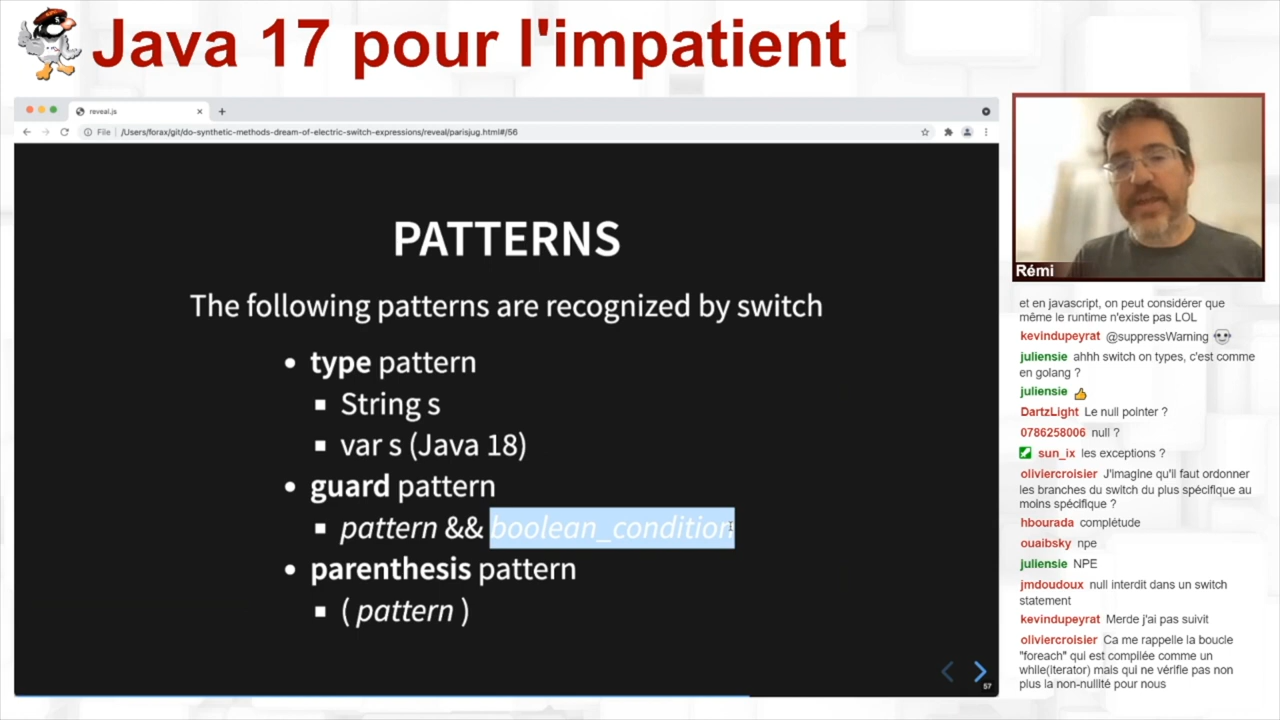 Java 17 pour l'impatient
reveal.js
File /Users/forax/git/do-synthetic-methods-dream-of-electric-switch-expressions/reveal/parisjug.html#/56
PATTERNS
The following patterns are recognized by switch
type pattern
String s
var s (Java 18)
guard pattern
pattern && boolean_condition
parenthesis pattern
( pattern )
57
Rémi
et en javascript, on peut considérer que
même le runtime n'existe pas LOL
kevindupeyrat @suppressWarning
juliensie ahhh switch on types, c'est comme
en golang ?
juliensie
DartzLight Le null pointer ?
0786258006 null ?
sun_ix les exceptions ?
oliviercroisier J'imagine qu'il faut ordonner
les branches du switch du plus spécifique au
moins spécifique ?
hbourada complétude
ouaibsky npe
juliensie NPE
jmdoudoux null interdit dans un switch
statement
kevindupeyrat Merde j'ai pas suivit
oliviercroisier Ca me rappelle la boucle
"foreach" qui est compilée comme un
while(iterator) mais qui ne vérifie pas non
plus la non-nullité pour nous